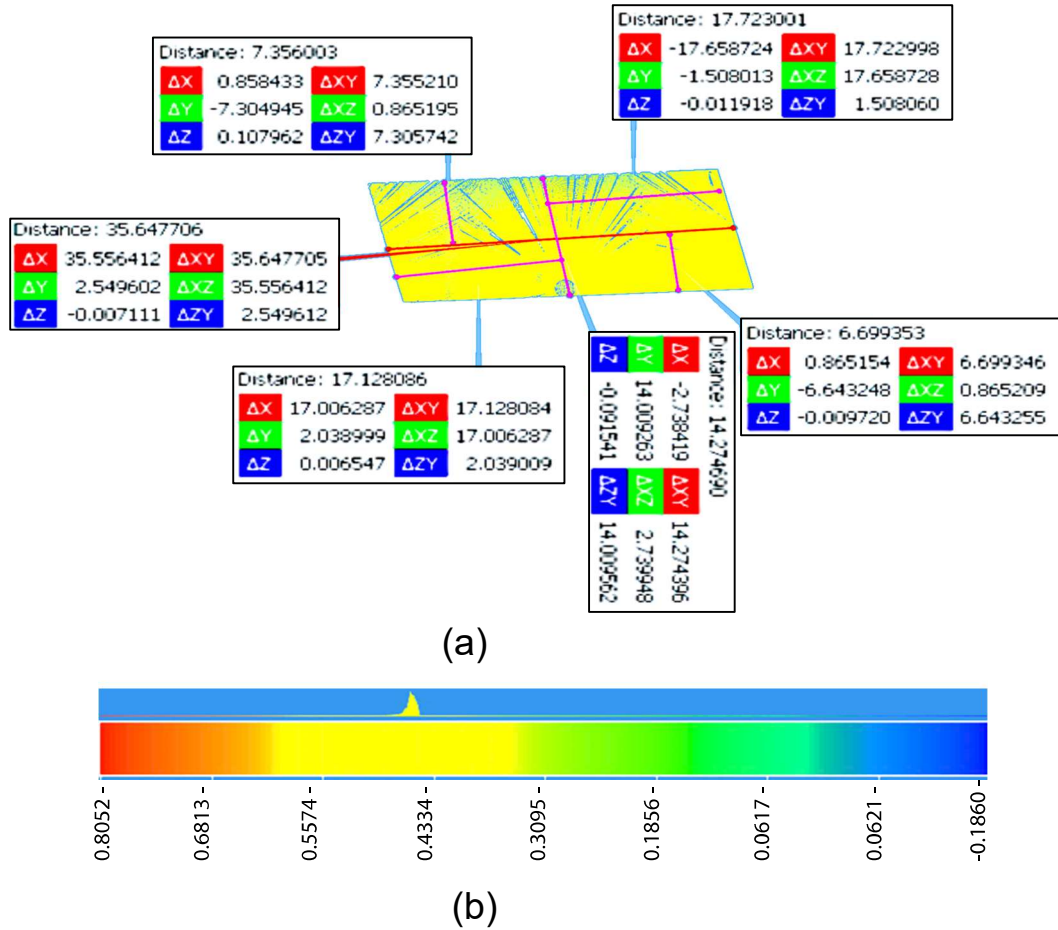 Distance: 7.356003
ΔX 0.858433 ΔXY 7.355210
ΔY -7.304945 ΔXZ 0.865195
ΔZ 0.107962 ΔZY 7.305742
Distance: 17.723001
ΔX -17.658724 ΔXY 17.722998
ΔY -1.508013 ΔXZ 17.658728
ΔZ -0.011918 ΔZY 1.508060
Distance: 35.647706
ΔX 35.556412 ΔXY 35.647705
ΔY 2.549602 ΔXZ 35.556412
ΔZ -0.007111 ΔZY 2.549612
Distance: 17.128086
ΔX 17.006287 ΔXY 17.128084
ΔY 2.038999 ΔXZ 17.006287
ΔZ 0.006547 ΔZY 2.039009
Distance: 14.274690
ΔX -2.738419 ΔXY 14.274396
ΔY 14.009263 ΔXZ 2.739948
ΔZ -0.091541 ΔZY 14.009562
Distance: 6.699353
ΔX 0.865154 ΔXY 6.699346
ΔY -6.643248 ΔXZ 0.865209
ΔZ -0.009720 ΔZY 6.643255
(a)
0.8052
0.6813
0.5574
0.4334
0.3095
0.1856
0.0617
0.0621
-0.1860
(b)